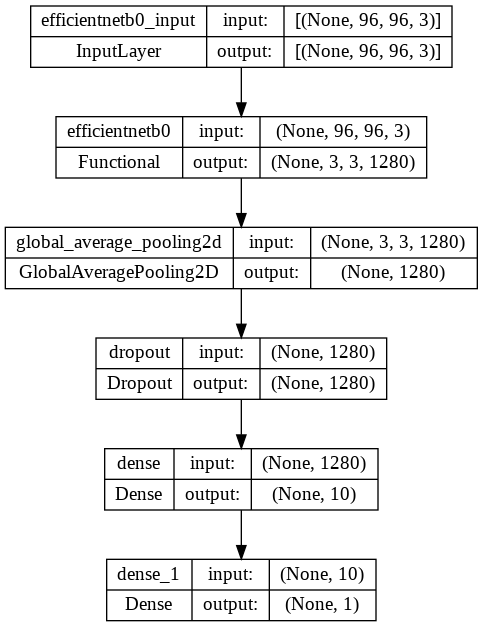 efficientnetb0_input input: [(None, 96, 96, 3)]
InputLayer output: [(None, 96, 96, 3)]
efficientnetb0 input: (None, 96, 96, 3)
Functional output: (None, 3, 3, 1280)
global_average_pooling2d input: (None, 3, 3, 1280)
GlobalAveragePooling2D output: (None, 1280)
dropout input: (None, 1280)
Dropout output: (None, 1280)
dense input: (None, 1280)
Dense output: (None, 10)
dense_1 input: (None, 10)
Dense output: (None, 1)